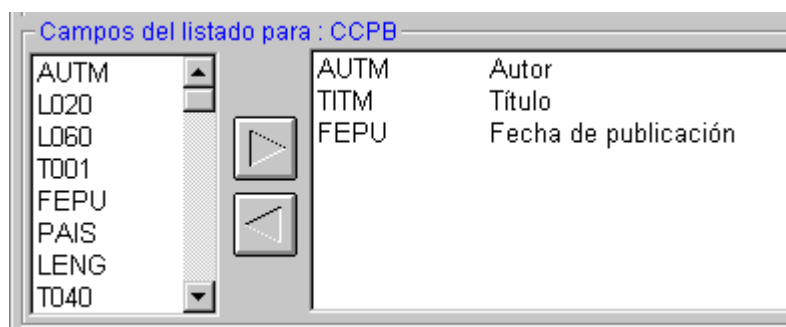 Campos del listado para : CCPB
AUTM
L020
L060
T001
FEPU
PAIS
LENG
T040
AUTM Autor
TITM Título
FEPU Fecha de publicación